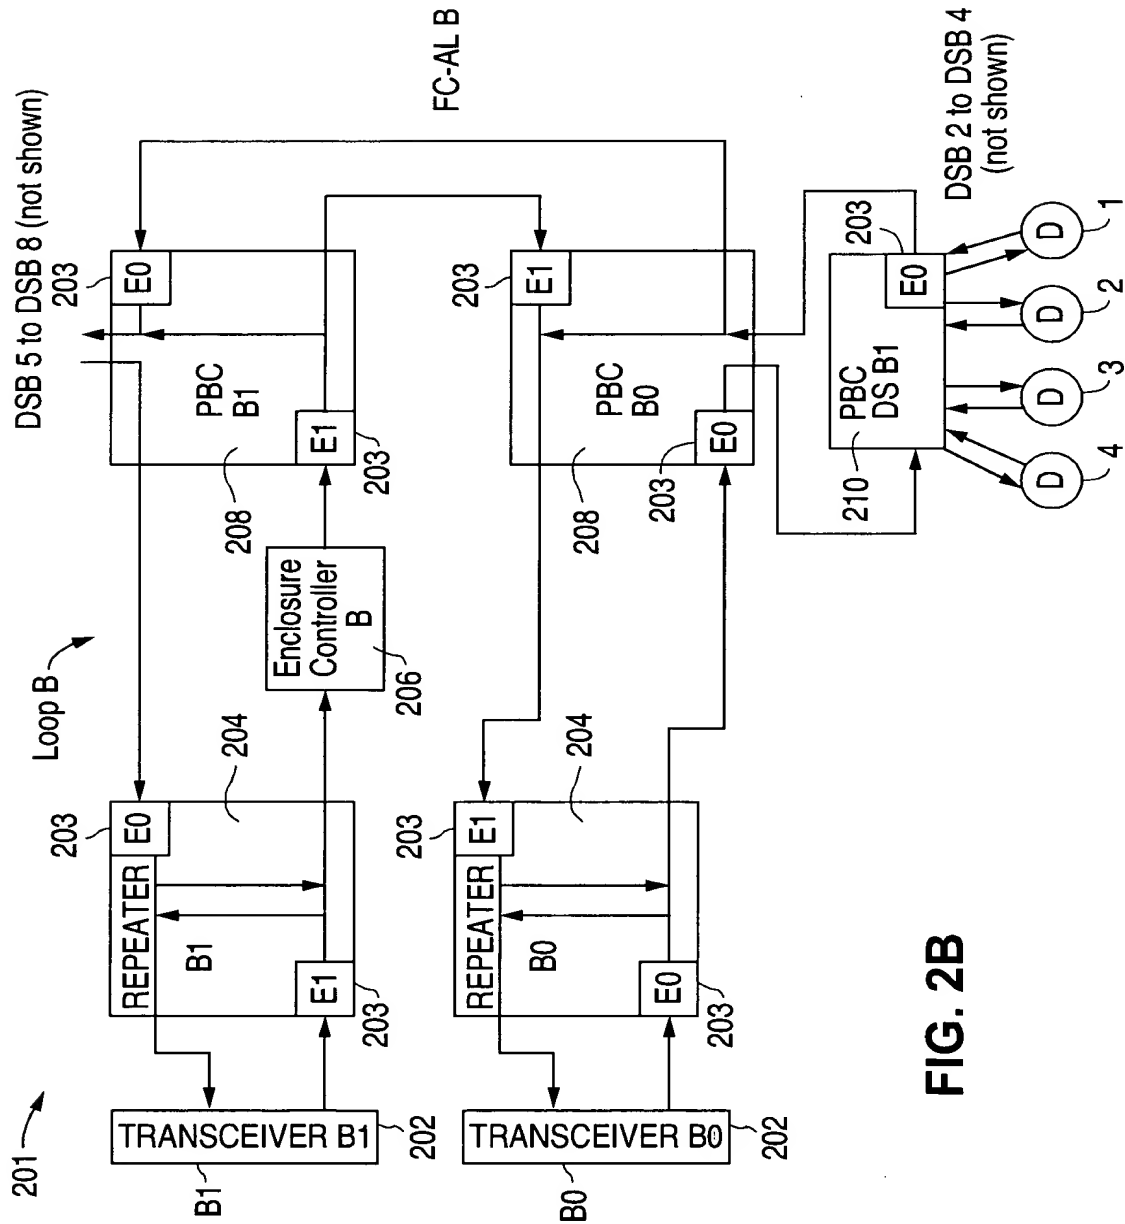 201
Loop B
DSB 5 to DSB 8 (not shown)
B1
TRANSCEIVER B1
202
REPEATER
B1
E0
203
E1
203
204
Enclosure
Controller
B
206
PBC
B1
E0
203
E1
203
208
FC-AL B
B0
TRANSCEIVER B0
202
REPEATER
B0
E1
203
E0
203
204
PBC
B0
E1
203
E0
203
208
PBC
DS B1
210
E0
203
DSB 2 to DSB 4
(not shown)
D
4
D
3
D
2
D
1
FIG. 2B